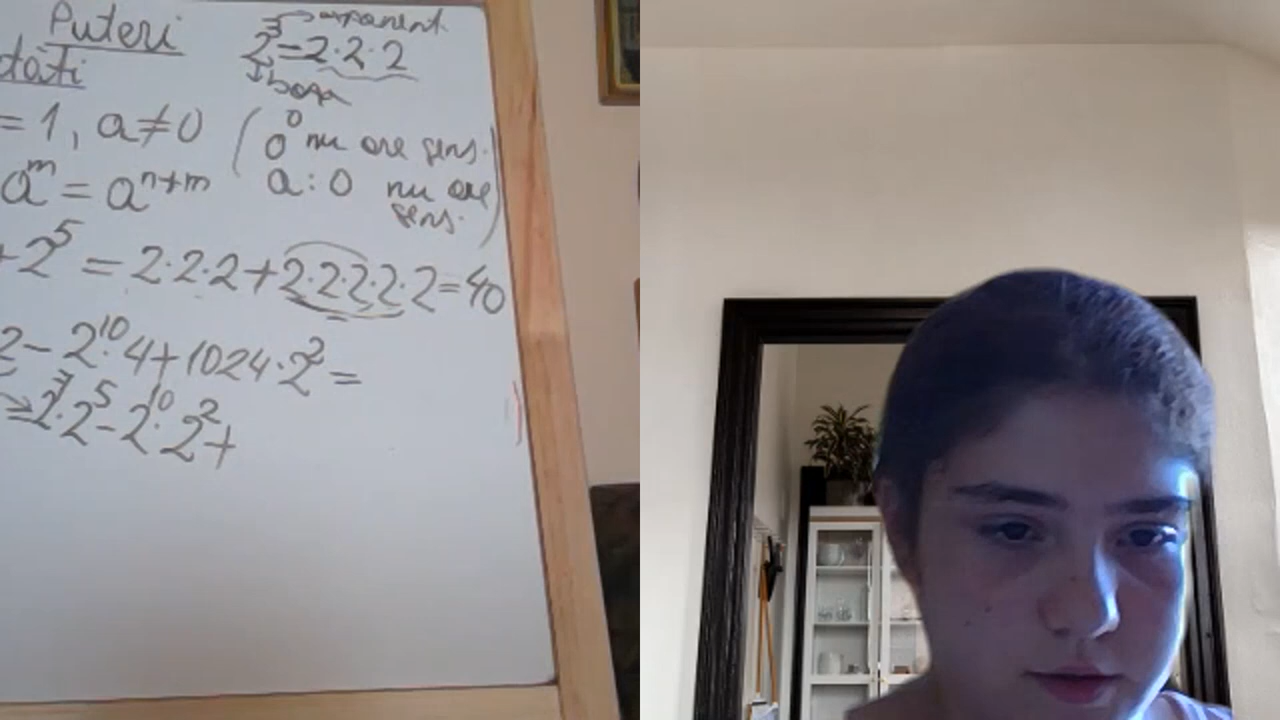 Puteri 2³ = 2·2·2 → exponent
tăți ↓ baza
= 1, a ≠ 0 (0⁰ nu are sens.
aᵐ = aⁿ⁺ᵐ a : 0 nu are sens.)
+ 2⁵ = 2·2·2 + 2·2·2·2·2 = 40
2 - 2¹⁰·4 + 1024·2² =
= 2⁷·2⁵ - 2¹⁰·2² +